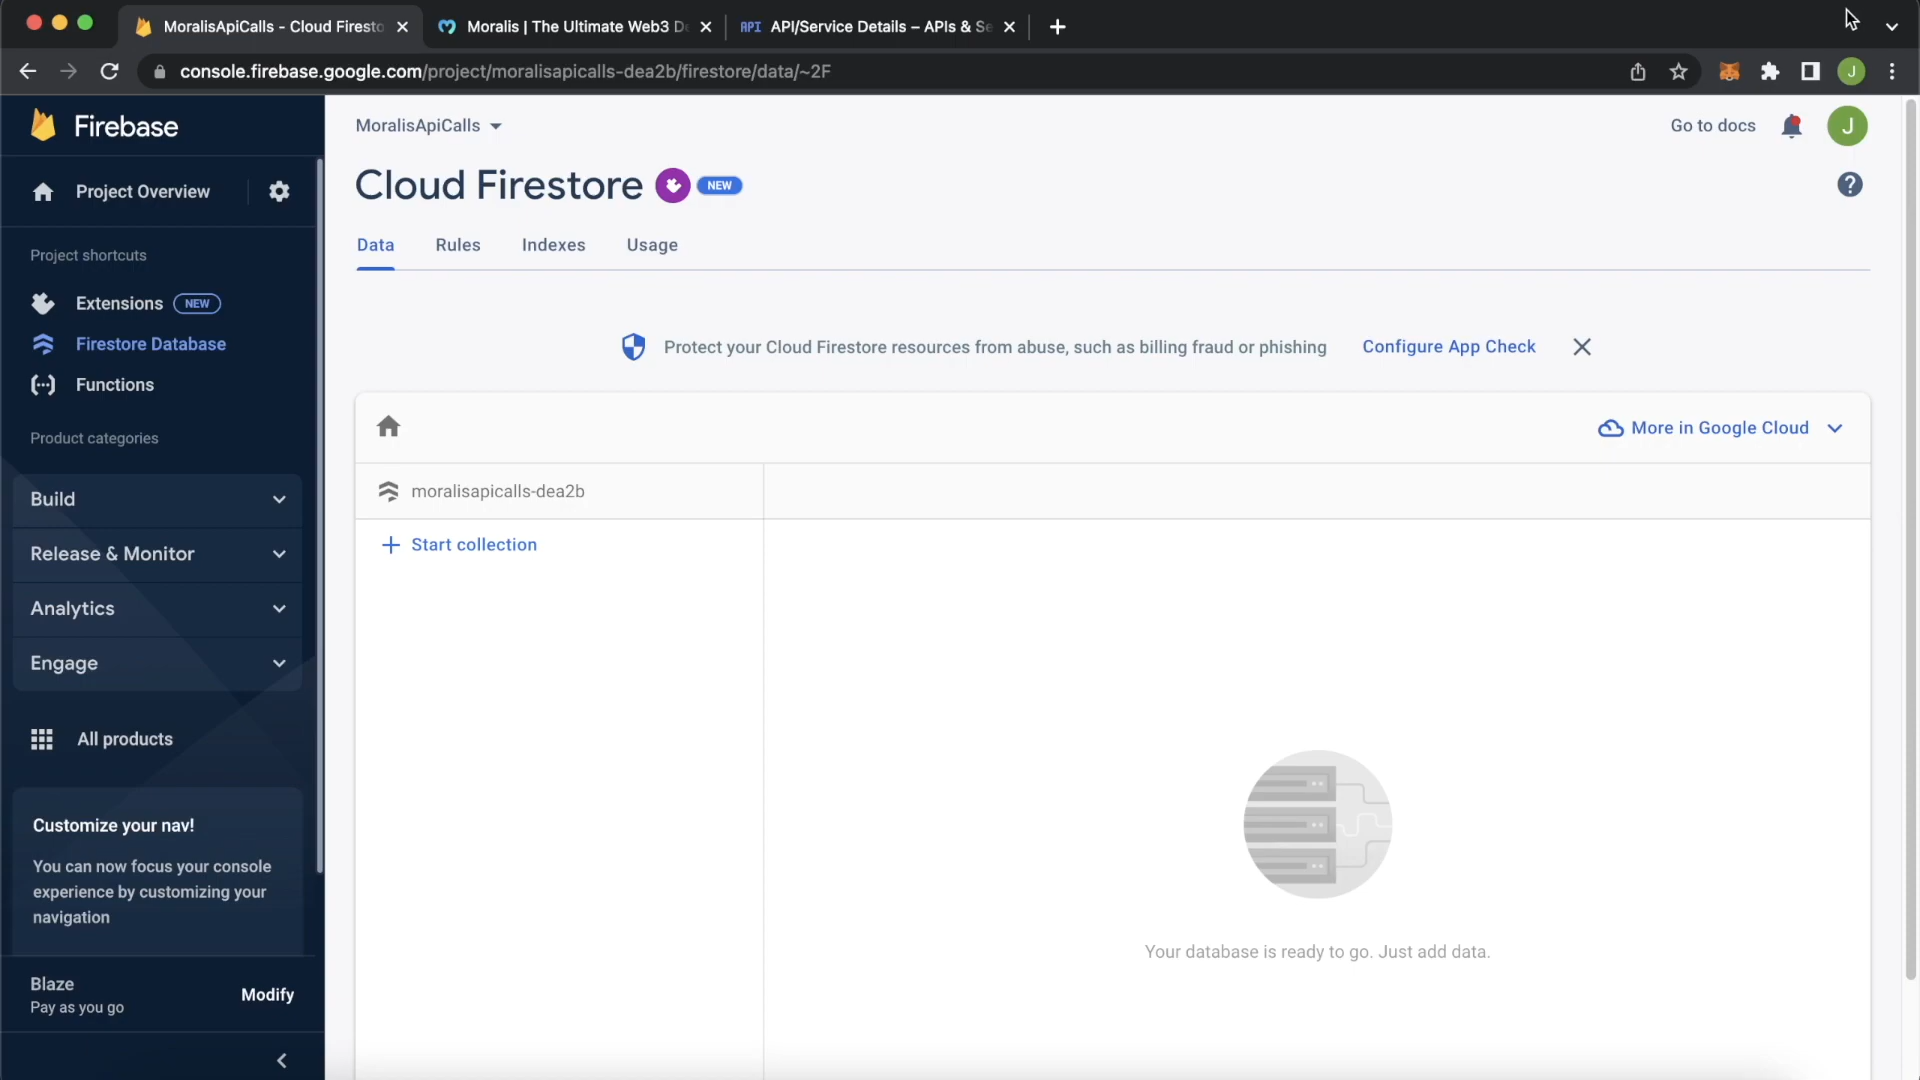 MoralisApiCalls - Cloud Firesto
Moralis | The Ultimate Web3 De
API
API/Service Details – APIs & Se
console.firebase.google.com/project/moralisapicalls-dea2b/firestore/data/~2F
J
Firebase
MoralisApiCalls
Go to docs
J
Project Overview
Cloud Firestore
NEW
Data
Rules
Indexes
Usage
Project shortcuts
Extensions
NEW
Firestore Database
Functions
Protect your Cloud Firestore resources from abuse, such as billing fraud or phishing
Configure App Check
Product categories
More in Google Cloud
Build
moralisapicalls-dea2b
Release & Monitor
Start collection
Analytics
Engage
All products
Customize your nav!
You can now focus your console
experience by customizing your
navigation
Your database is ready to go. Just add data.
Blaze
Pay as you go
Modify